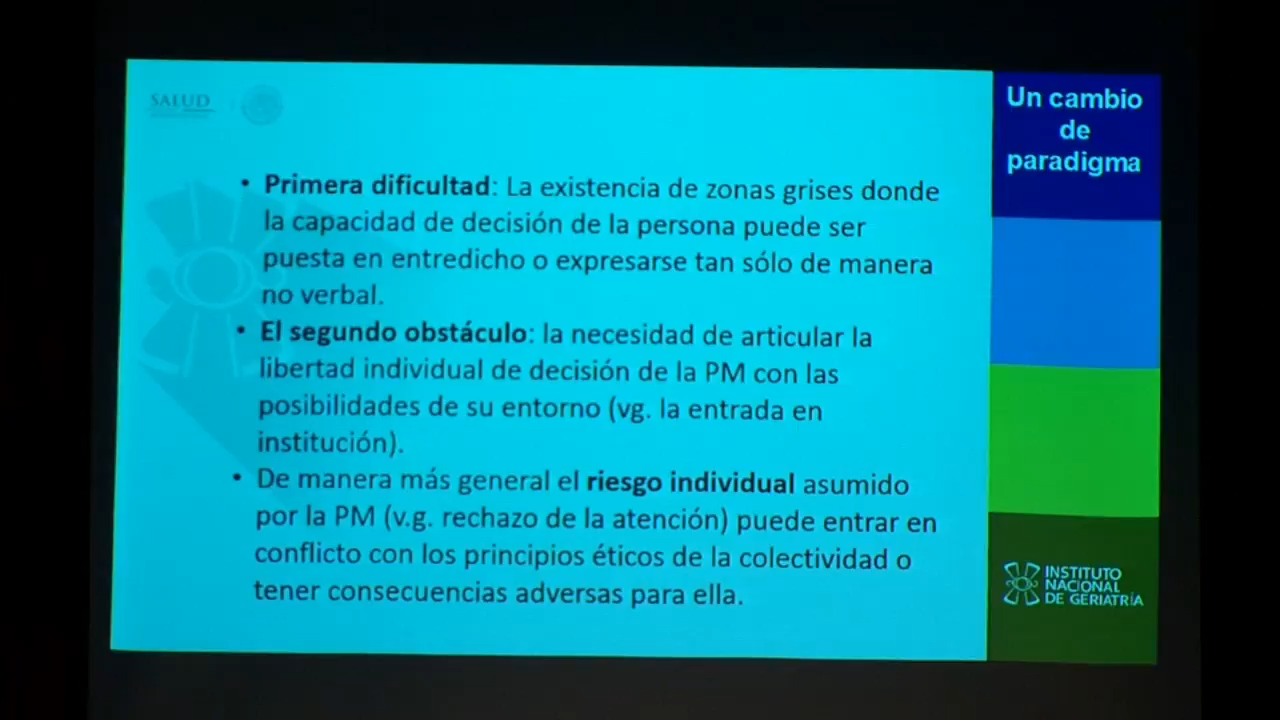 SALUD
Un cambio
de
paradigma
• Primera dificultad: La existencia de zonas grises donde
la capacidad de decisión de la persona puede ser
puesta en entredicho o expresarse tan sólo de manera
no verbal.
• El segundo obstáculo: la necesidad de articular la
libertad individual de decisión de la PM con las
posibilidades de su entorno (vg. la entrada en
institución).
• De manera más general el riesgo individual asumido
por la PM (v.g. rechazo de la atención) puede entrar en
conflicto con los principios éticos de la colectividad o
tener consecuencias adversas para ella.
INSTITUTO
NACIONAL
DE GERIATRÍA